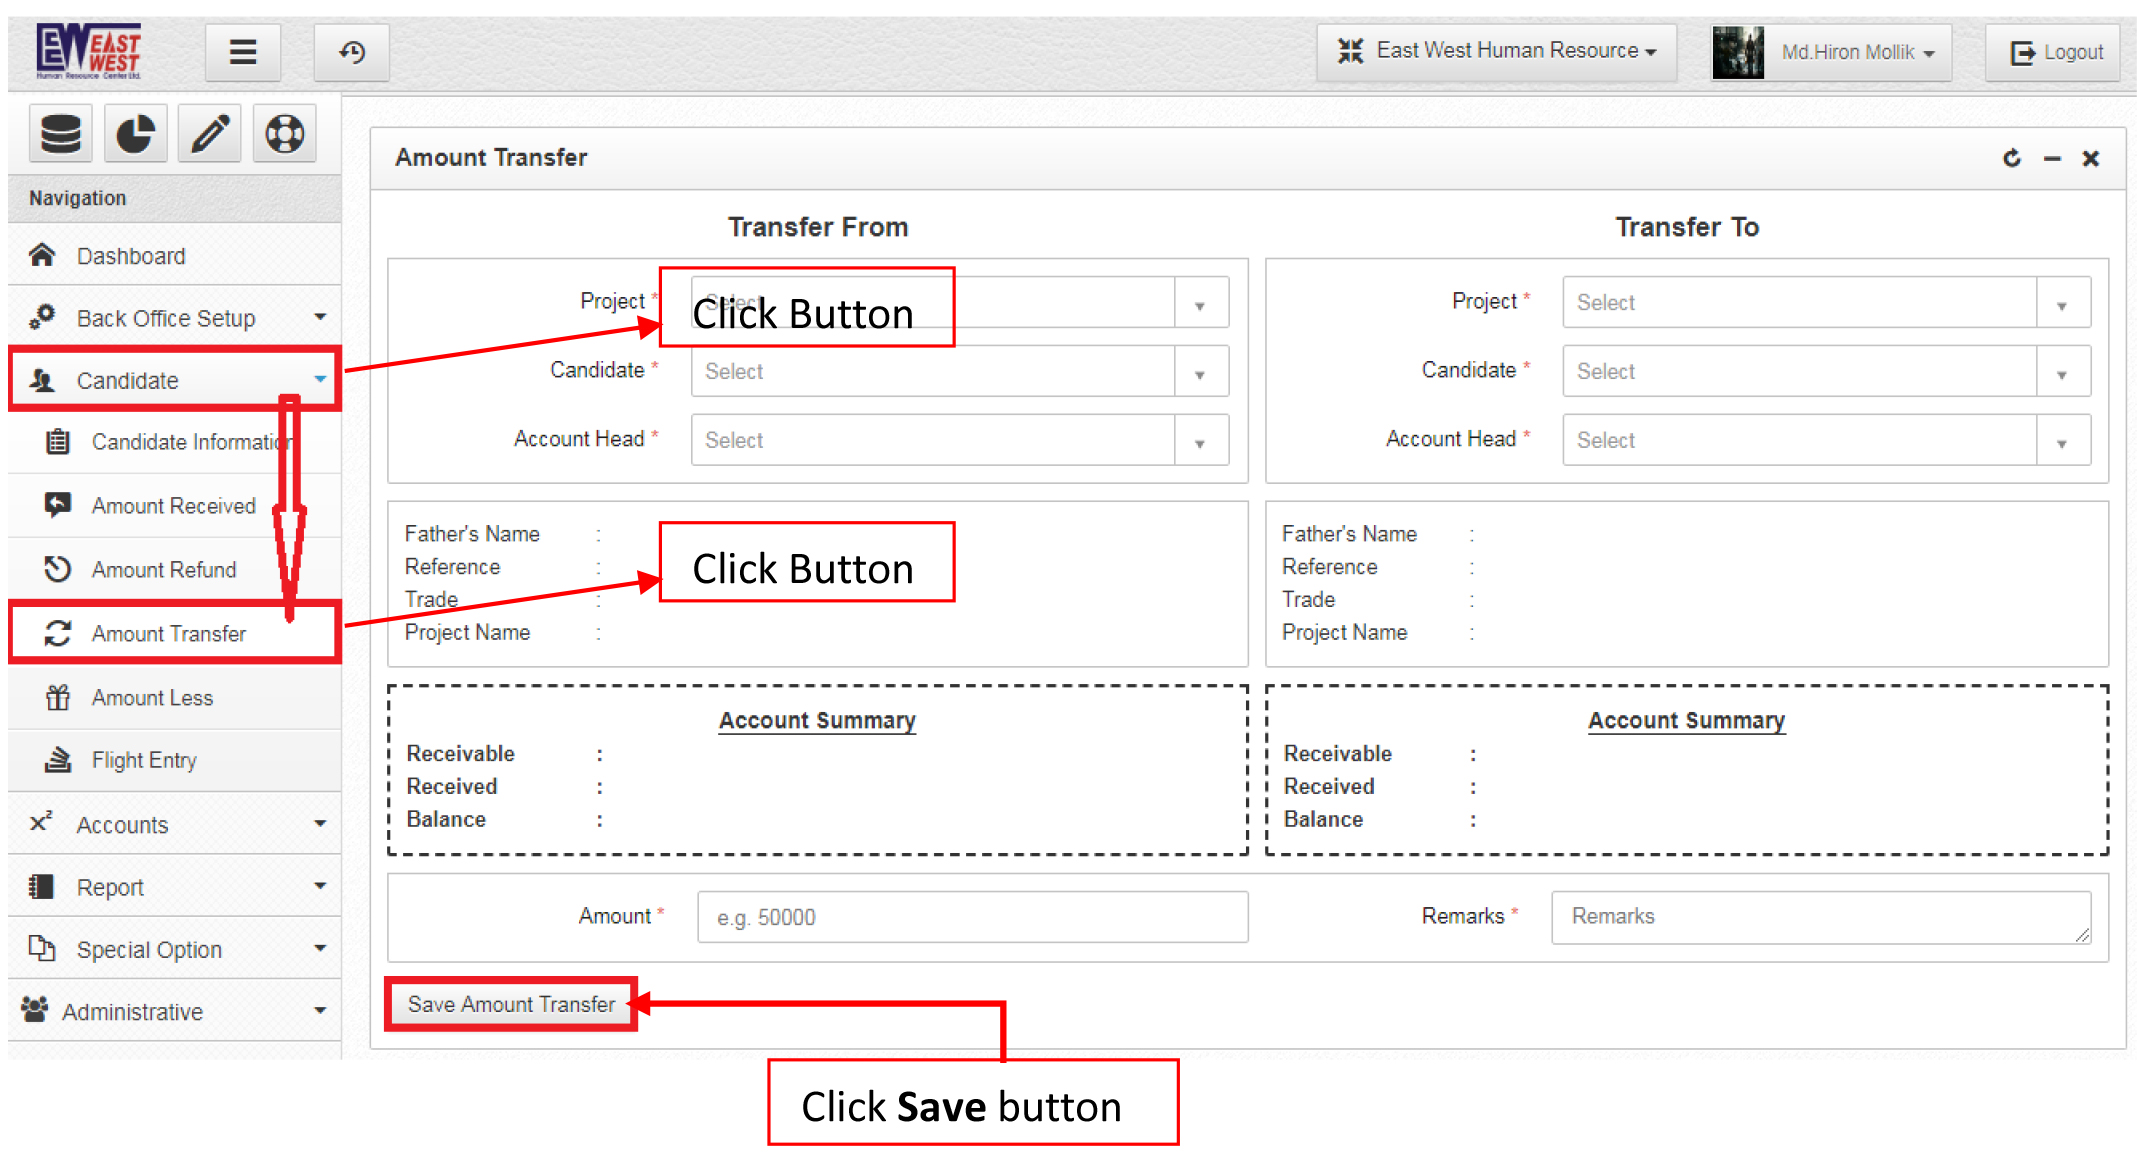 EW EAST
WEST
Human Resource Center Ltd.
East West Human Resource
Md.Hiron Mollik
Logout
Navigation
Dashboard
Back Office Setup
Candidate
Candidate Information
Amount Received
Amount Refund
Amount Transfer
Amount Less
Flight Entry
x² Accounts
Report
Special Option
Administrative
Amount Transfer
Transfer From
Project * Select
Click Button
Candidate * Select
Account Head * Select
Father's Name :
Reference :
Trade :
Project Name :
Click Button
Account Summary
Receivable :
Received :
Balance :
Transfer To
Project * Select
Candidate * Select
Account Head * Select
Father's Name :
Reference :
Trade :
Project Name :
Account Summary
Receivable :
Received :
Balance :
Amount * e.g. 50000
Remarks * Remarks
Save Amount Transfer
Click Save button